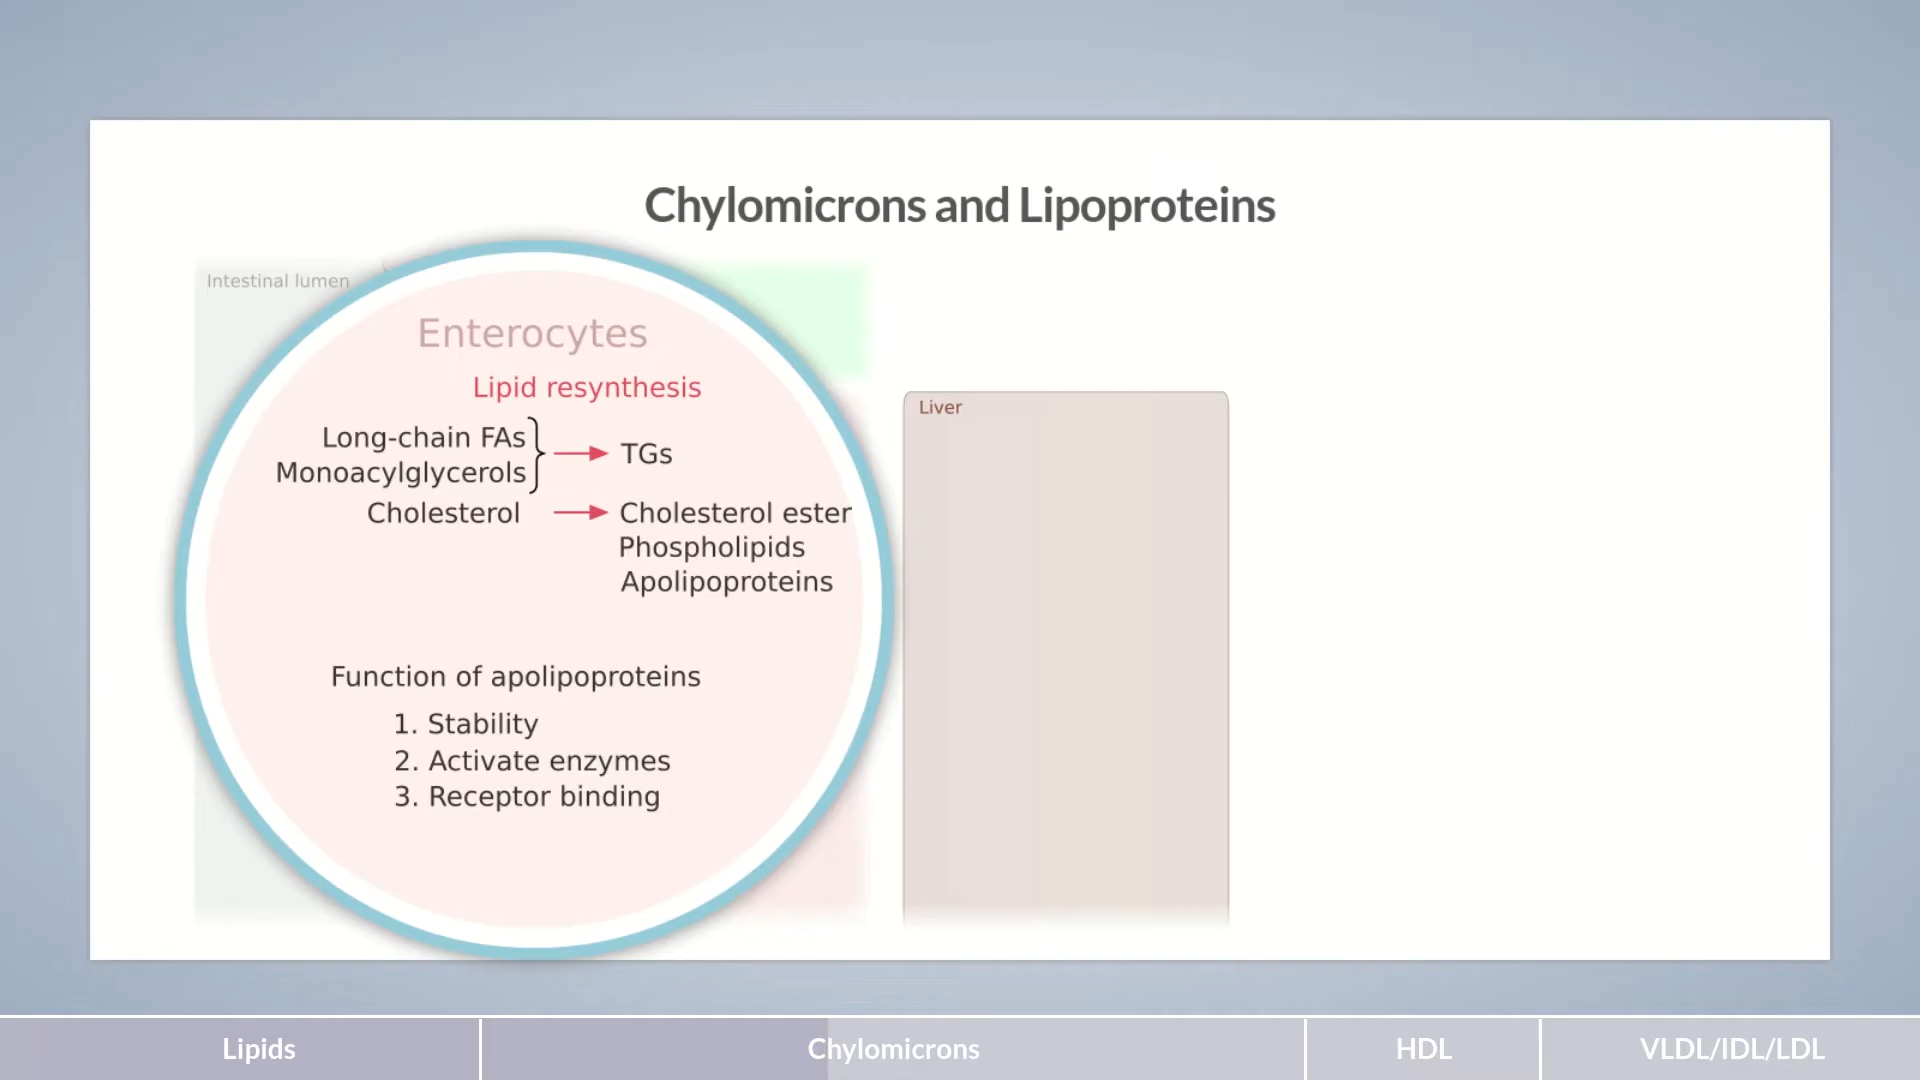 Chylomicrons and Lipoproteins
Intestinal lumen
Enterocytes
Lipid resynthesis
Long-chain FAs
Monoacylglycerols
TGs
Cholesterol
Cholesterol ester
Phospholipids
Apolipoproteins
Function of apolipoproteins
1. Stability
2. Activate enzymes
3. Receptor binding
Liver
Lipids
Chylomicrons
HDL
VLDL/IDL/LDL